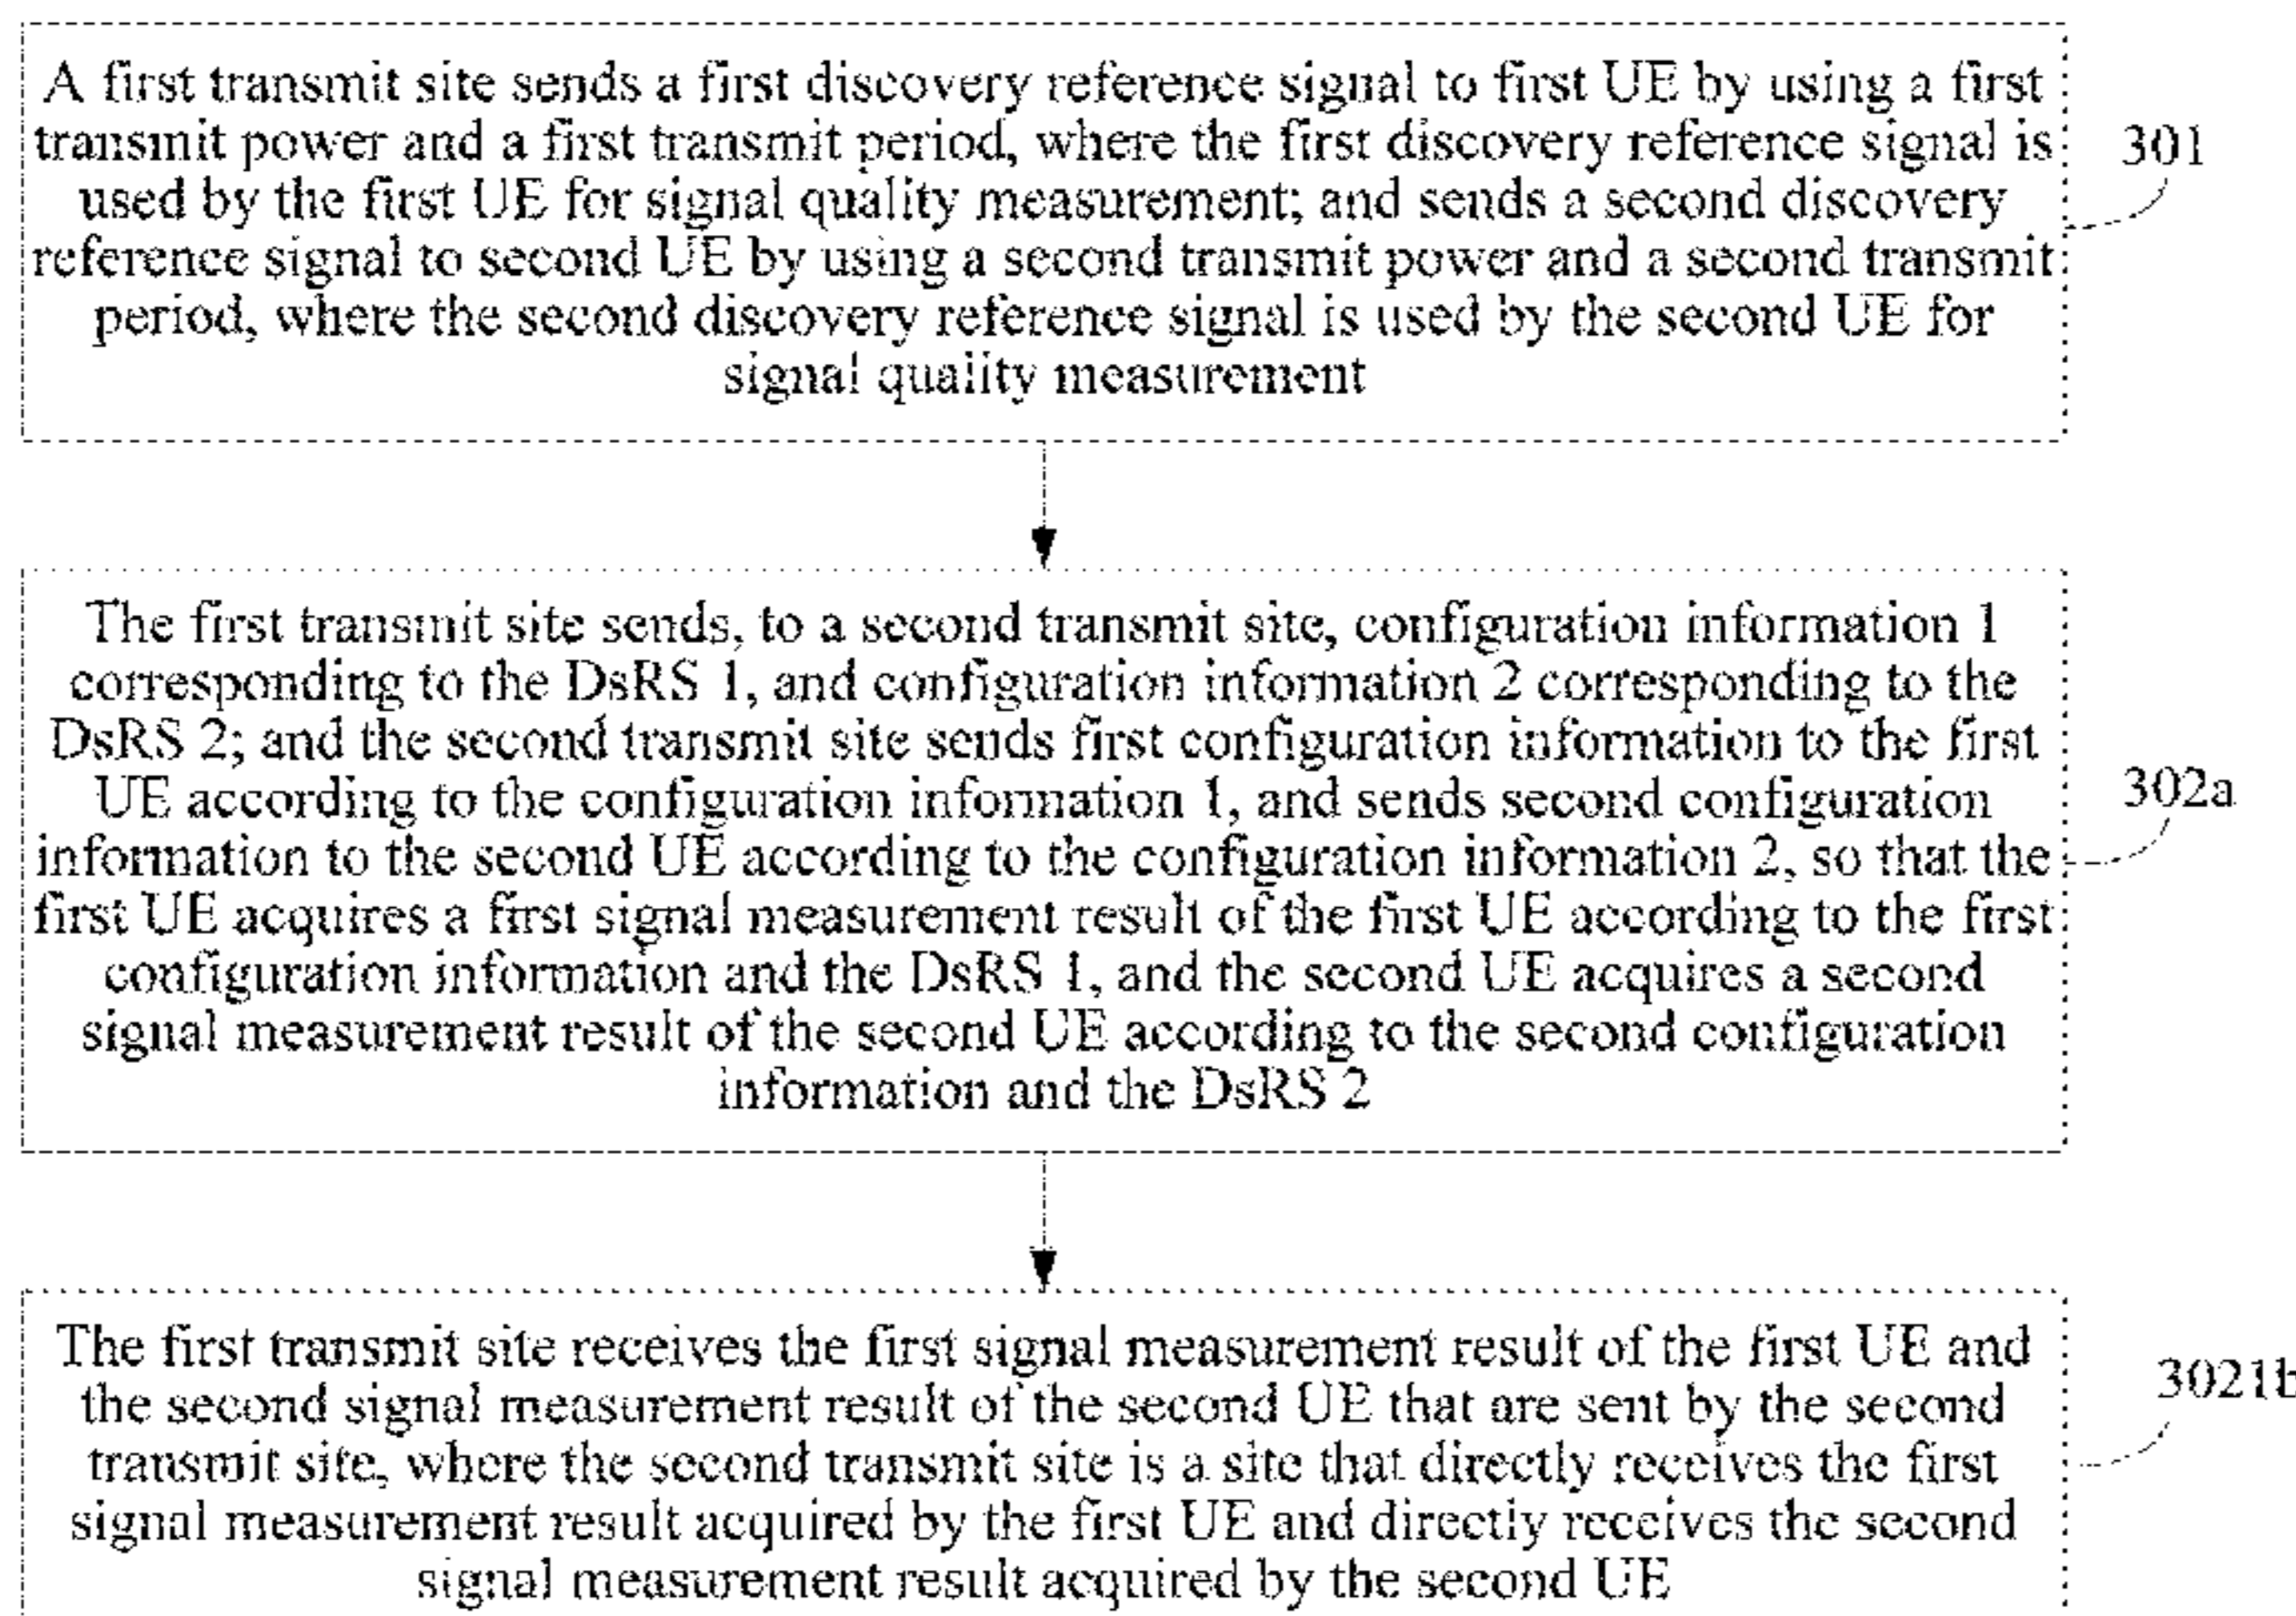 A first transmit site sends a first discovery reference signal to first UE by using a first
transmit power and a first transmit period, where the first discovery reference signal is
used by the first UE for signal quality measurement; and sends a second discovery
reference signal to second UE by using a second transmit power and a second transmit
period, where the second discovery reference signal is used by the second UE for
signal quality measurement
301
The first transmit site sends, to a second transmit site, configuration information 1
corresponding to the DsRS 1, and configuration information 2 corresponding to the
DsRS 2; and the second transmit site sends first configuration information to the first
UE according to the configuration information 1, and sends second configuration
information to the second UE according to the configuration information 2, so that the
first UE acquires a first signal measurement result of the first UE according to the first
configuration information and the DsRS 1, and the second UE acquires a second
signal measurement result of the second UE according to the second configuration
information and the DsRS 2
302a
The first transmit site receives the first signal measurement result of the first UE and
the second signal measurement result of the second UE that are sent by the second
transmit site, where the second transmit site is a site that directly receives the first
signal measurement result acquired by the first UE and directly receives the second
signal measurement result acquired by the second UE
3021b